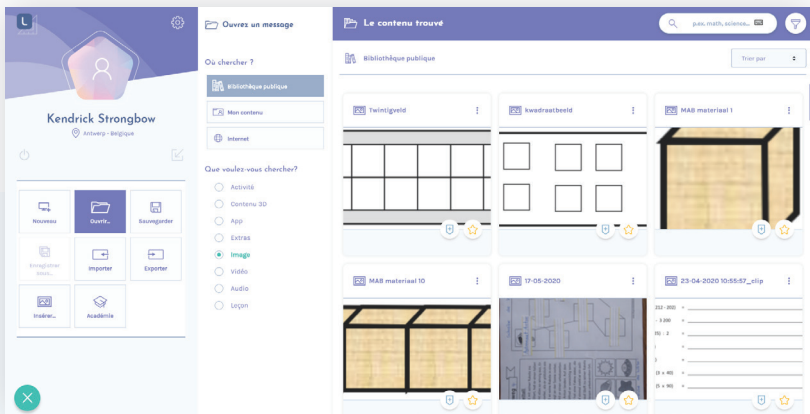 L
Kendrick Strongbow
Antwerp - Belgique
Nouveau
Ouvrir...
Sauvegarder
Enregistrer
sous...
Importer
Exporter
Insérer...
Académie
Ouvrez un message
Où chercher ?
Bibliothèque publique
Mon contenu
Internet
Que voulez-vous chercher?
Activité
Contenu 3D
App
Extras
Image
Vidéo
Audio
Leçon
Le contenu trouvé
p.ex. math, science...
Bibliothèque publique
Trier par
Twintigveld
kwadraatbeeld
MAB materiaal 1
MAB materiaal 10
17-05-2020
23-04-2020 10:55:57_clip